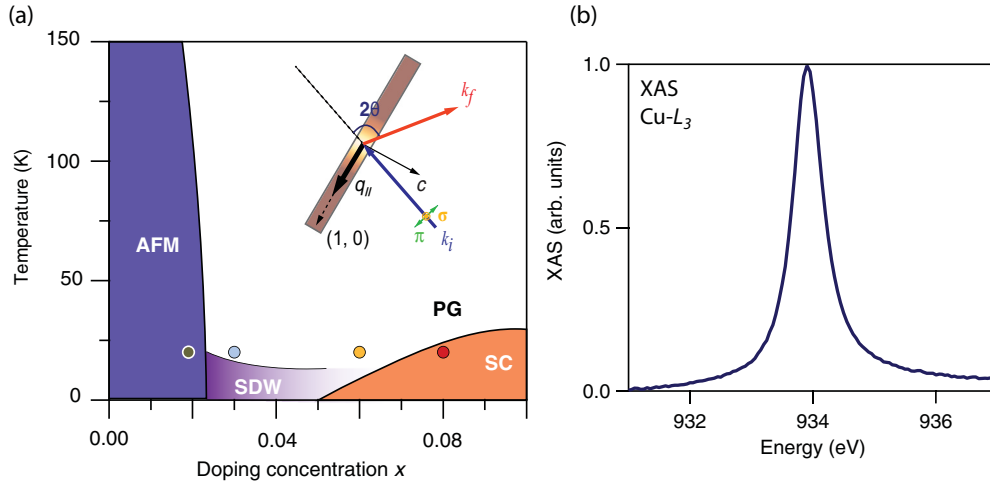 (a)
150
100
50
0
Temperature (K)
0.00
0.04
0.08
Doping concentration x
AFM
SDW
PG
SC
2θ
k_f
q_//
c
(1, 0)
σ
π
k_i
(b)
XAS
Cu-L_3
1.0
0.5
0.0
XAS (arb. units)
932
934
936
Energy (eV)